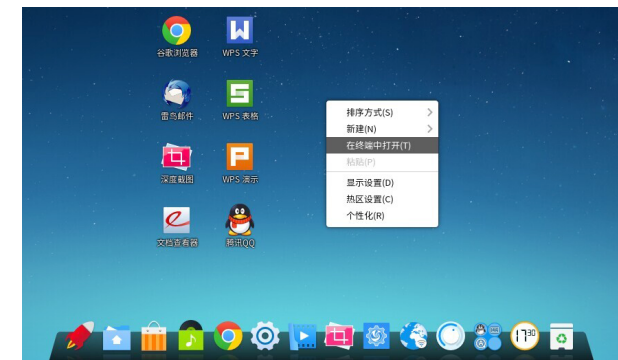 谷歌浏览器
WPS 文字
雷鸟邮件
WPS 表格
深度截图
WPS 演示
文档查看器
腾讯QQ
排序方式(S)
新建(N)
在终端中打开(T)
粘贴(P)
显示设置(D)
热区设置(C)
个性化(R)
17 30